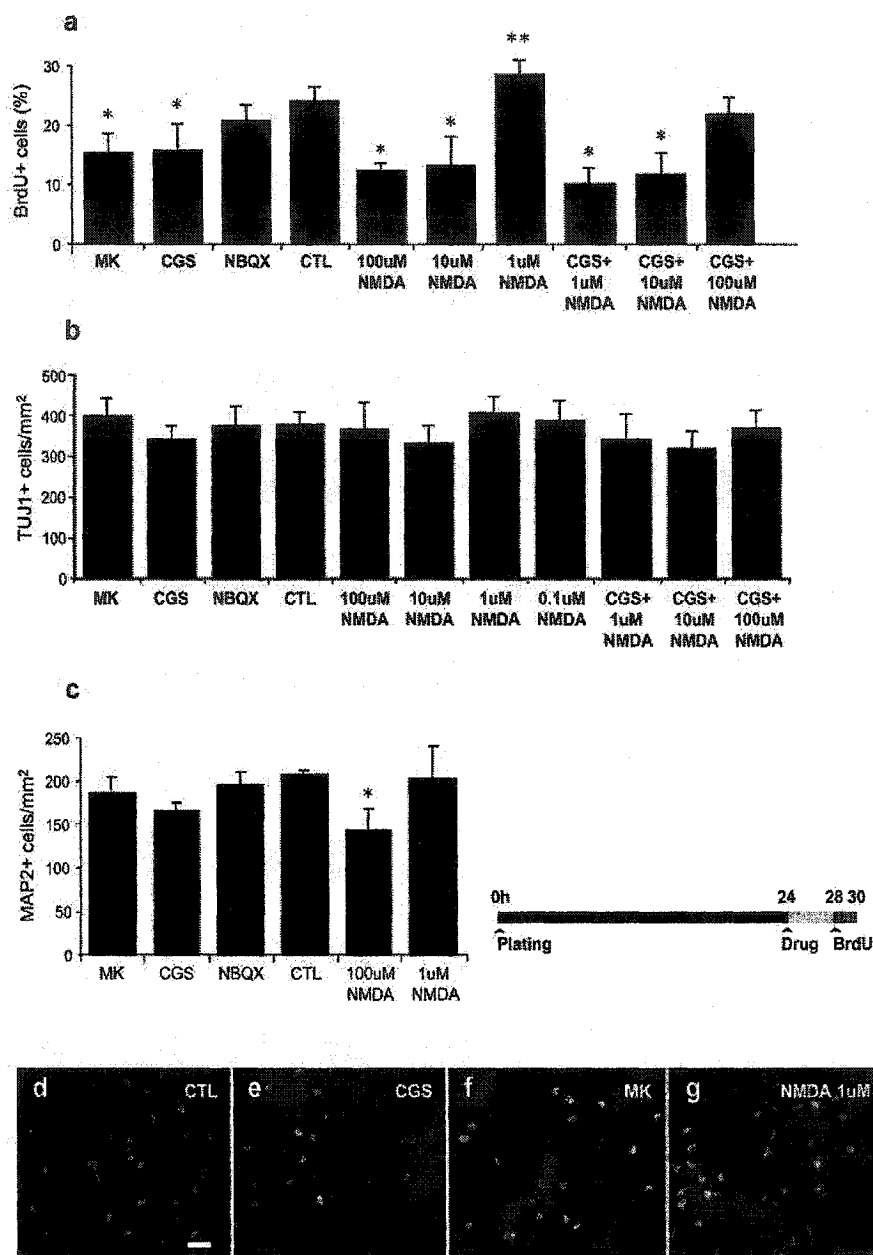 a
BrdU+ cells (%)
30
20
10
0
* * * * ** * *
MK CGS NBQX CTL 100uM NMDA 10uM NMDA 1uM NMDA CGS+ 1uM NMDA CGS+ 10uM NMDA CGS+ 100uM NMDA
b
TUJ1+ cells/mm²
500
400
300
200
100
0
MK CGS NBQX CTL 100uM NMDA 10uM NMDA 1uM NMDA 0.1uM NMDA CGS+ 1uM NMDA CGS+ 10uM NMDA CGS+ 100uM NMDA
c
MAP2+ cells/mm²
250
200
150
100
50
0
*
MK CGS NBQX CTL 100uM NMDA 1uM NMDA
0h 24 28 30
Plating Drug BrdU
d CTL
e CGS
f MK
g NMDA 1uM